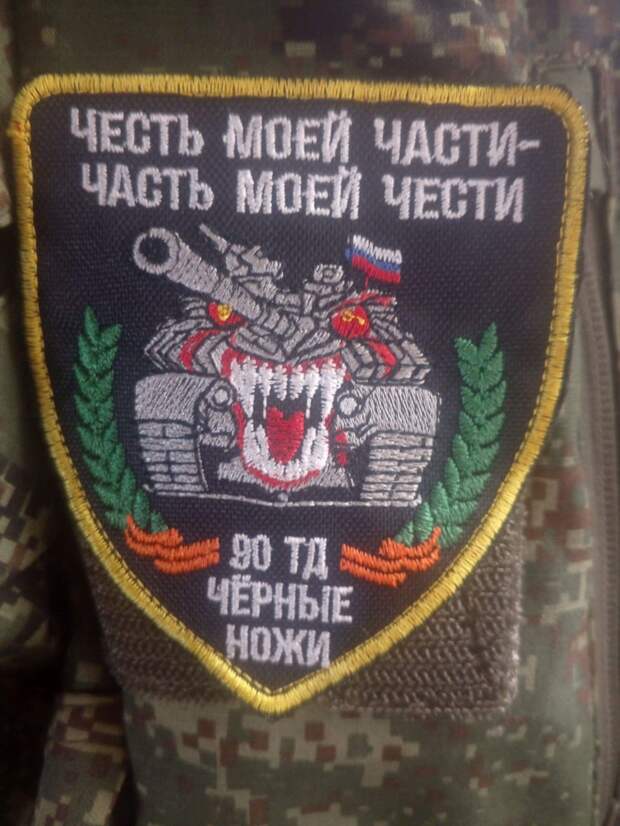 ЧЕСТЬ МОЕЙ ЧАСТИ-
ЧАСТЬ МОЕЙ ЧЕСТИ
90 ТД
ЧЁРНЫЕ
НОЖИ